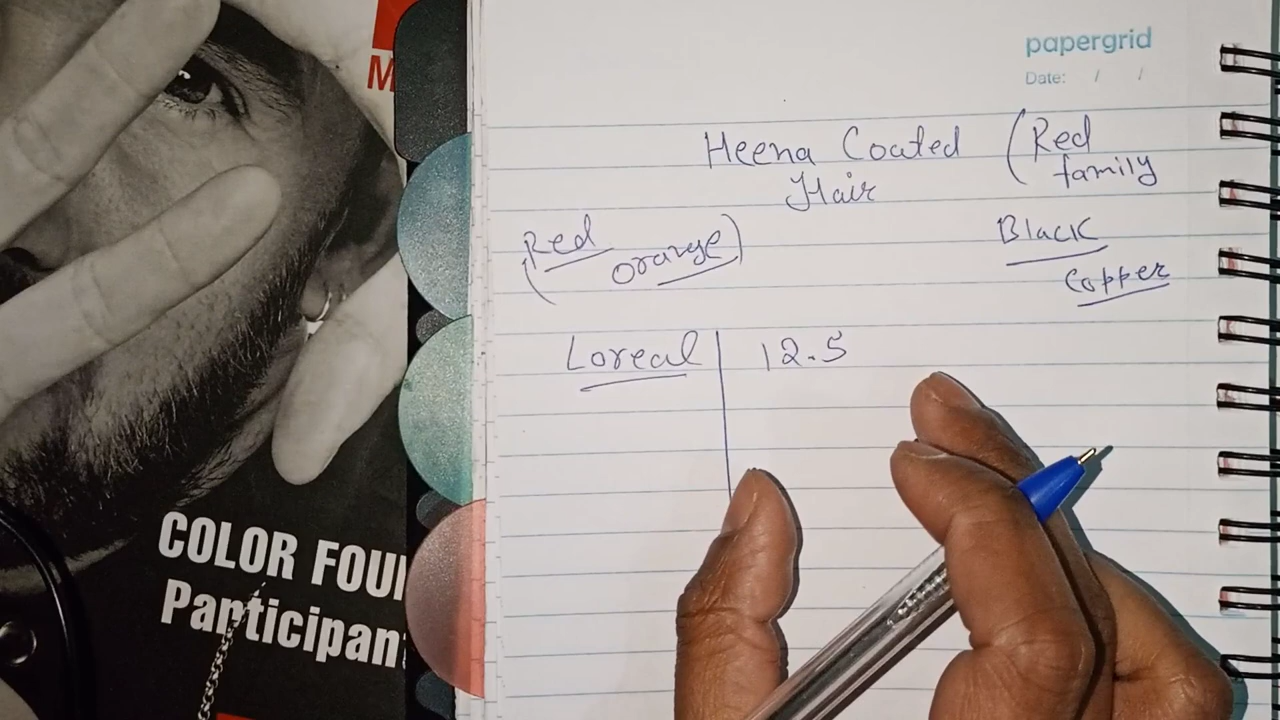 M
COLOR FOU
Participan
papergrid
Date: / /
Heena Coated (Red
Hair family
(Red orange)
Black
Copper
Loreal | 12.5